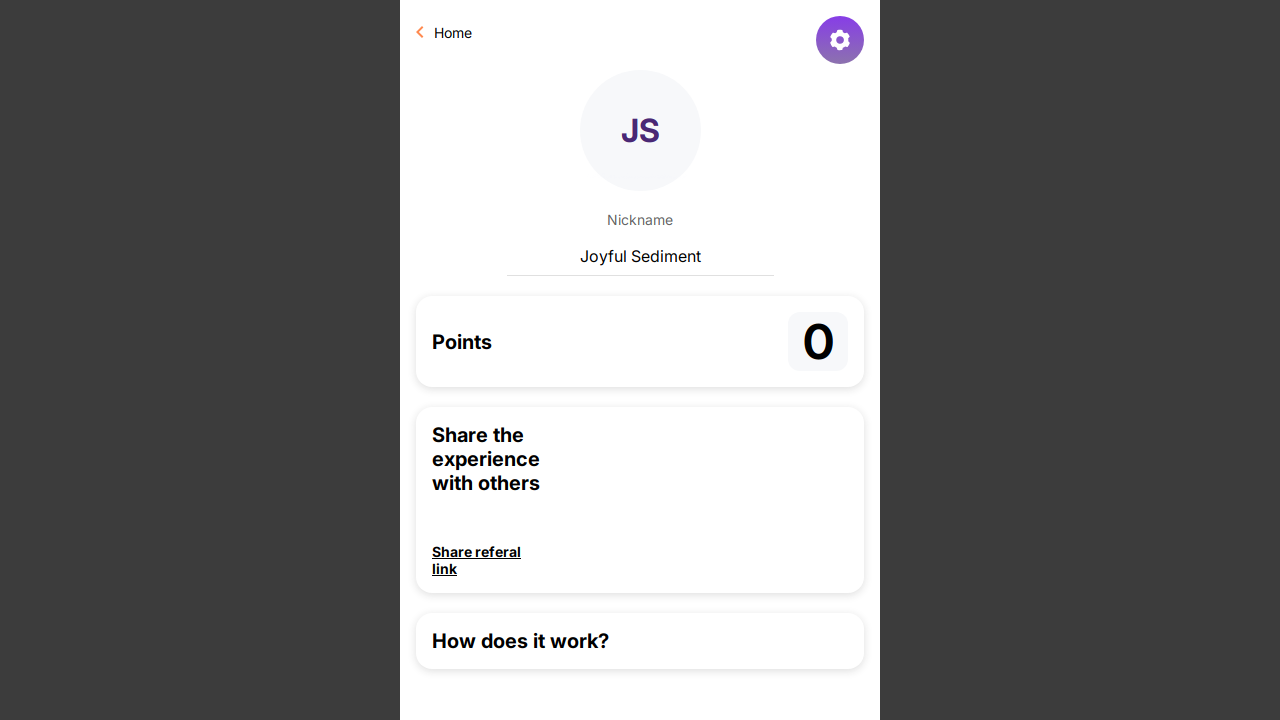 Home
JS
Nickname
Joyful Sediment
Points
0
Share the
experience
with others
Share referal
link
How does it work?